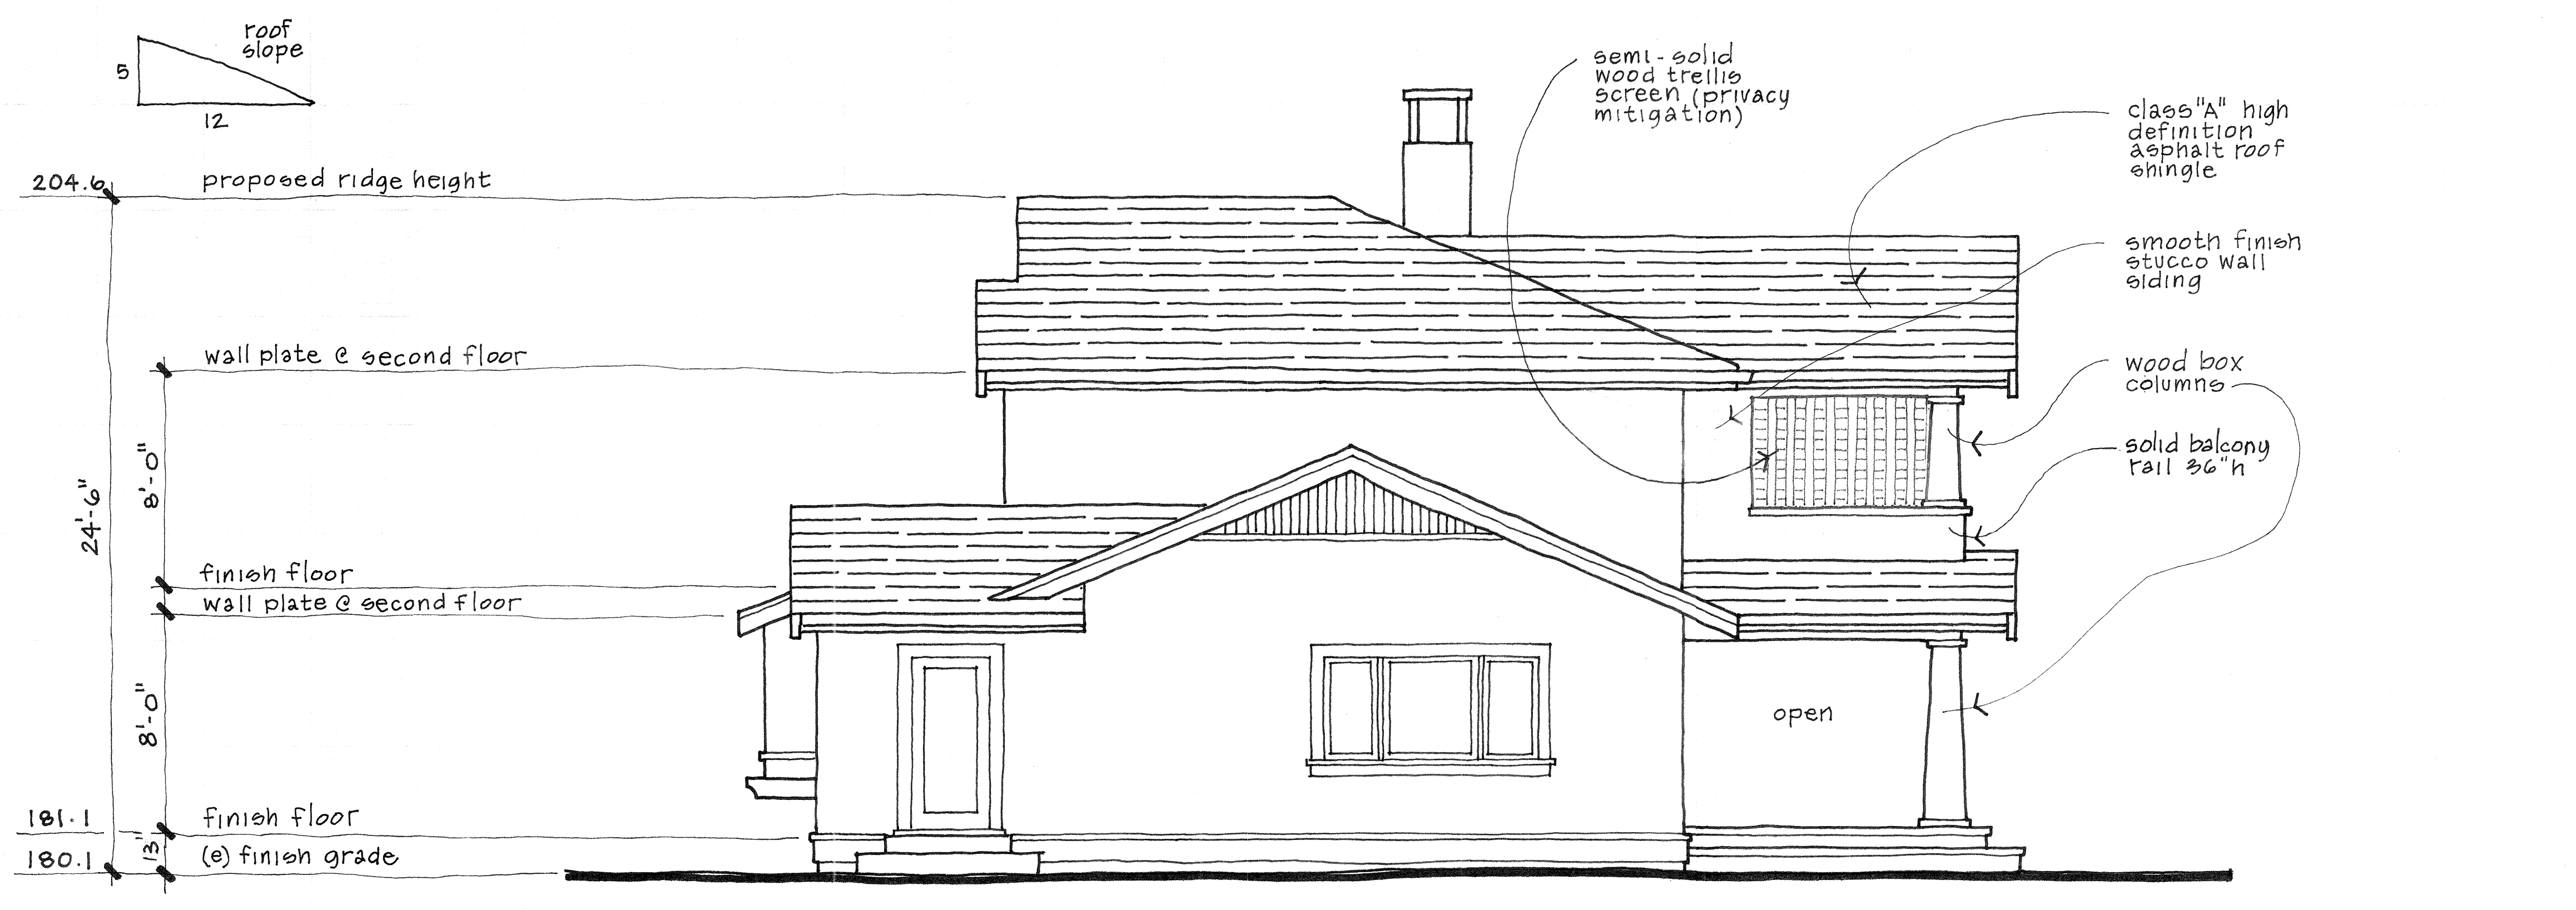 roof
slope
5
12
204.6
proposed ridge height
wall plate @ second floor
8'-0"
24'-6"
finish floor
wall plate @ second floor
8'-0"
181.1
finish floor
13"
180.1
(e) finish grade
semi-solid
wood trellis
screen (privacy
mitigation)
class "A" high
definition
asphalt roof
shingle
smooth finish
stucco wall
siding
wood box
columns
solid balcony
rail 36"h
open